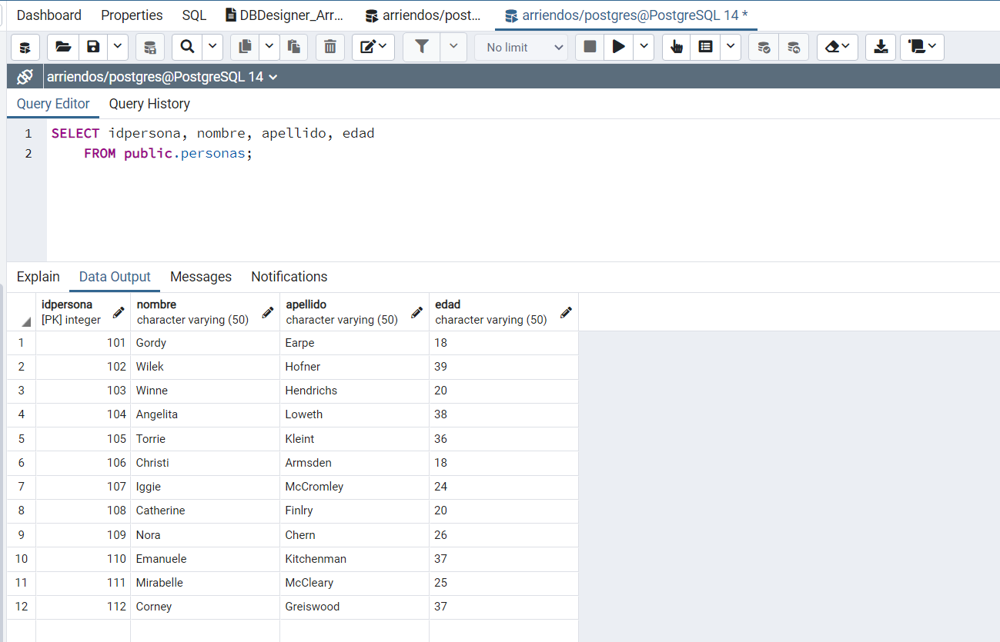 Dashboard Properties SQL DBDesigner_Arr... arriendos/post... arriendos/postgres@PostgreSQL 14 *
No limit
arriendos/postgres@PostgreSQL 14
Query Editor Query History
1 SELECT idpersona, nombre, apellido, edad
2 FROM public.personas;
Explain Data Output Messages Notifications
idpersona nombre apellido edad
[PK] integer character varying (50) character varying (50) character varying (50)
1 101 Gordy Earpe 18
2 102 Wilek Hofner 39
3 103 Winne Hendrichs 20
4 104 Angelita Loweth 38
5 105 Torrie Kleint 36
6 106 Christi Armsden 18
7 107 Iggie McCromley 24
8 108 Catherine Finlry 20
9 109 Nora Chern 26
10 110 Emanuele Kitchenman 37
11 111 Mirabelle McCleary 25
12 112 Corney Greiswood 37